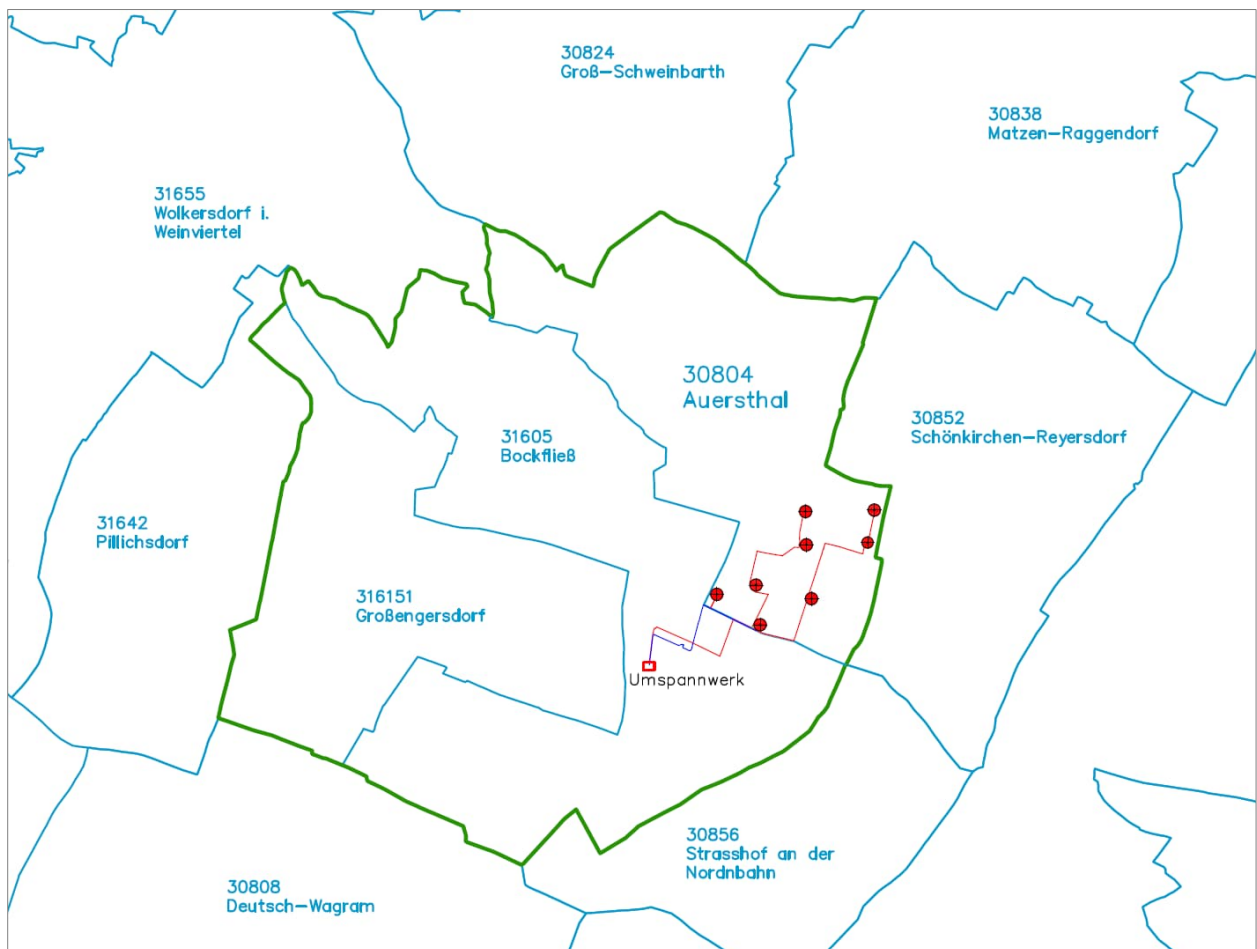 30824
Groß-Schweinbarth
30838
Matzen-Raggendorf
31655
Wolkersdorf i.
Weinviertel
30804
Auersthal
30852
Schönkirchen-Reyersdorf
31605
Bockfließ
31642
Pillichsdorf
316151
Großengersdorf
Umspannwerk
30856
Strasshof an der
Nordnbahn
30808
Deutsch-Wagram